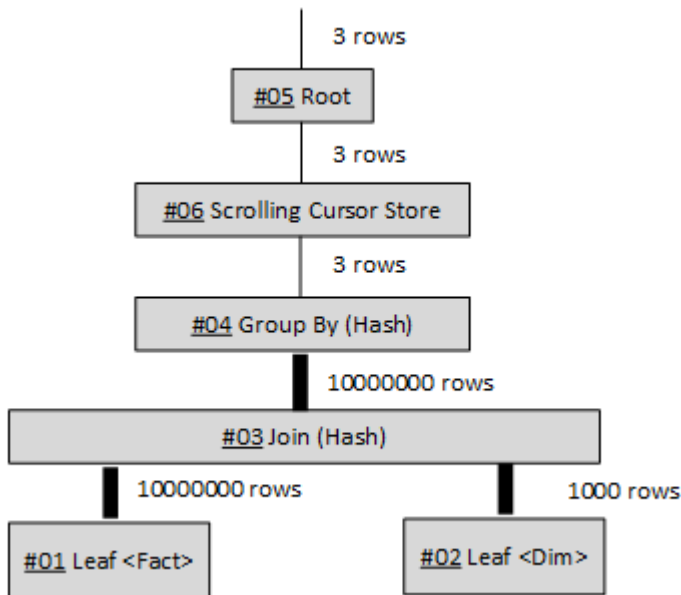 3 rows
#05 Root
3 rows
#06 Scrolling Cursor Store
3 rows
#04 Group By (Hash)
10000000 rows
#03 Join (Hash)
10000000 rows
1000 rows
#01 Leaf <Fact>
#02 Leaf <Dim>